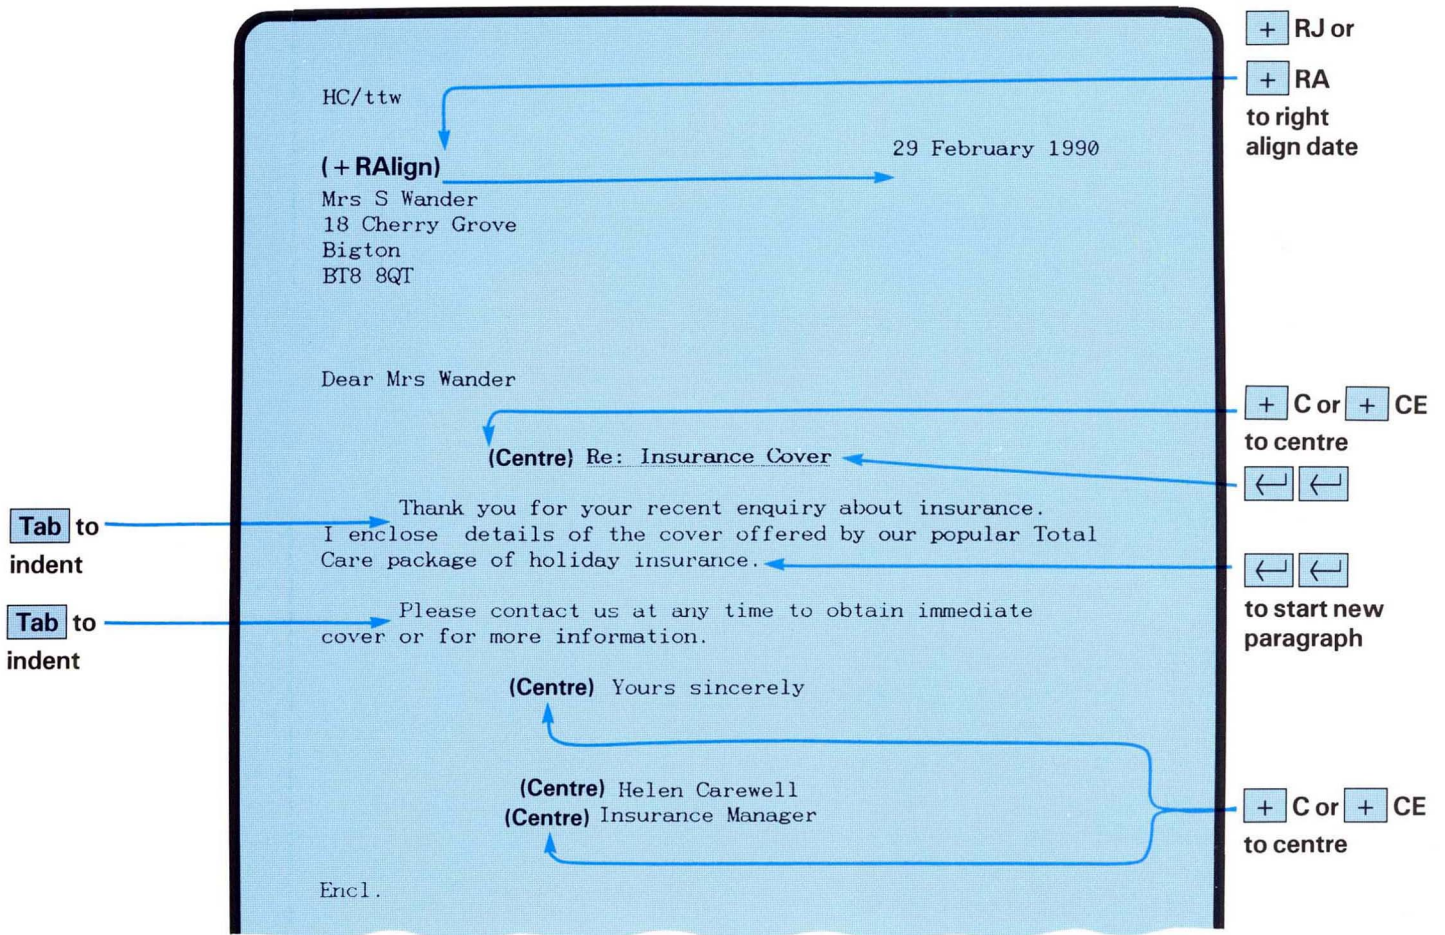 + RJ or
+ RA
to right
align date
HC/ttw
29 February 1990
(+RAlign)
Mrs S Wander
18 Cherry Grove
Bigton
BT8 8QT
Dear Mrs Wander
+ C or + CE
to centre
(Centre) Re: Insurance Cover
↵ ↵
Tab to
indent
Thank you for your recent enquiry about insurance.
I enclose details of the cover offered by our popular Total
Care package of holiday insurance.
↵ ↵
to start new
paragraph
Tab to
indent
Please contact us at any time to obtain immediate
cover or for more information.
(Centre) Yours sincerely
(Centre) Helen Carewell
(Centre) Insurance Manager
+ C or + CE
to centre
Encl.